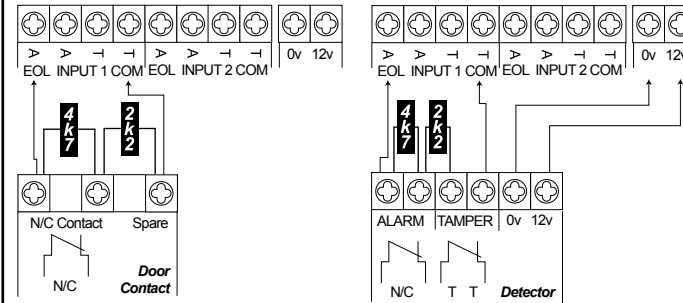 A A T T A A T T 0v 12v
EOL INPUT 1 COM EOL INPUT 2 COM
4k7 2k2
N/C Contact Spare
N/C
Door
Contact
A A T T A A T T 0v 12v
EOL INPUT 1 COM EOL INPUT 2 COM
4k7 2k2
ALARM TAMPER 0v 12v
N/C T T Detector